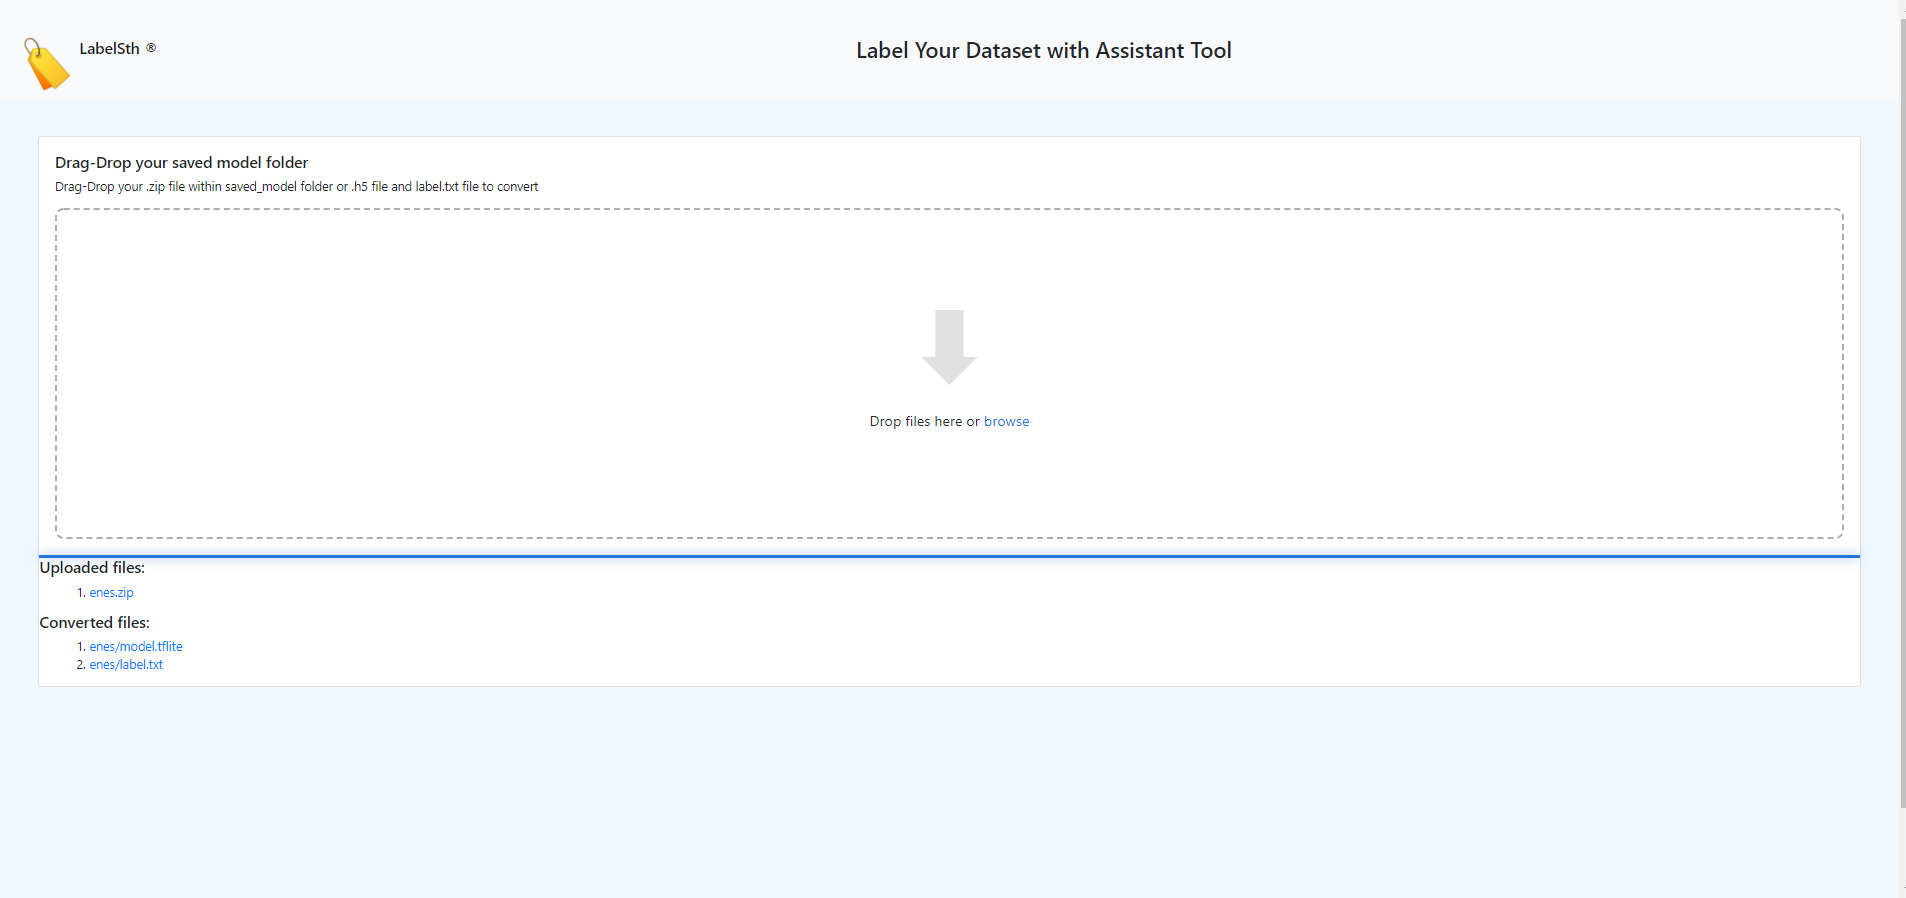 LabelSth ®
Label Your Dataset with Assistant Tool
Drag-Drop your saved model folder
Drag-Drop your .zip file within saved_model folder or .h5 file and label.txt file to convert
Drop files here or browse
Uploaded files:
1. enes.zip
Converted files:
1. enes/model.tflite
2. enes/label.txt